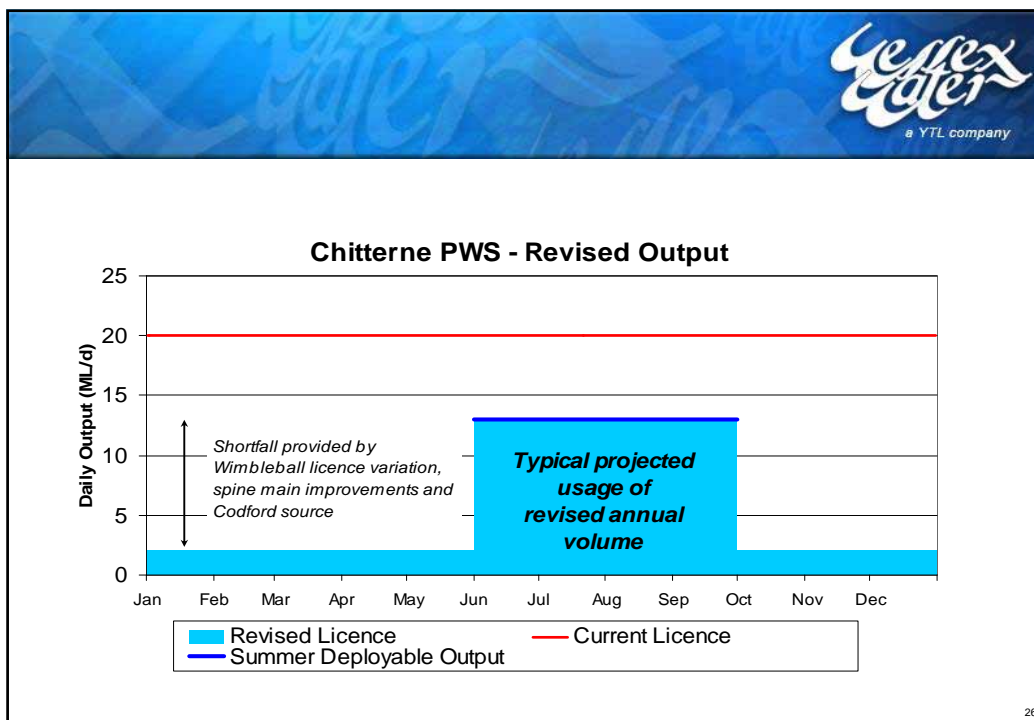 Wessex
Water
a YTL company
Chitterne PWS - Revised Output
Daily Output (ML/d)
25
20
15
10
5
0
Shortfall provided by
Wimbleball licence variation,
spine main improvements and
Codford source
Typical projected
usage of
revised annual
volume
Jan Feb Mar Apr May Jun Jul Aug Sep Oct Nov Dec
Revised Licence Current Licence
Summer Deployable Output
26